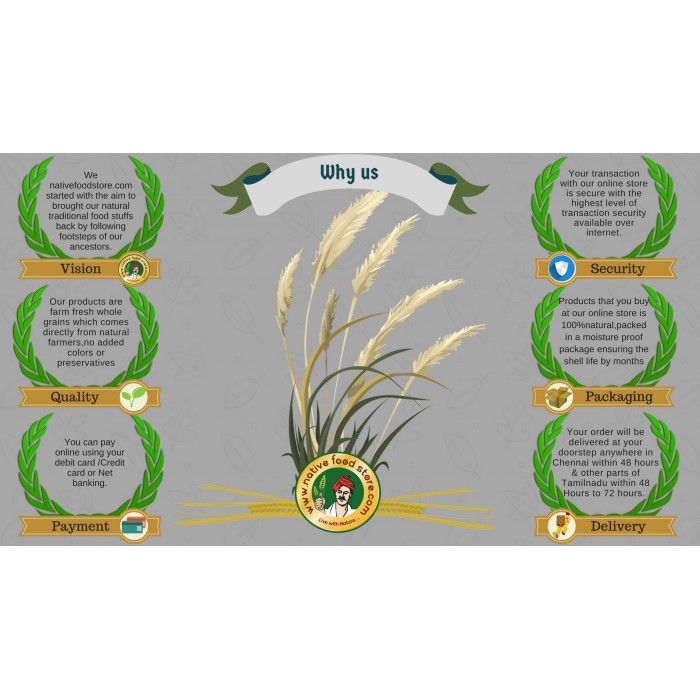 Why us
We
nativefoodstore.com
started with the aim to
brought our natural
traditional food stuffs
back by following
footsteps of our
ancestors.
Vision
Our products are
farm fresh whole
grains which comes
directly from natural
farmers,no added
colors or
preservatives
Quality
You can pay
online using your
debit card /Credit
card or Net
banking.
Payment
www.native food store.com
Live with Nature...
Your transaction
with our online store
is secure with the
highest level of
transaction security
available over
internet.
Security
Products that you buy
at our online store is
100%natural,packed
in a moisture proof
package ensuring the
shell life by months
Packaging
Your order will be
delivered at your
doorstep anywhere in
Chennai within 48 hours
& other parts of
Tamilnadu within 48
Hours to 72 hours.
Delivery